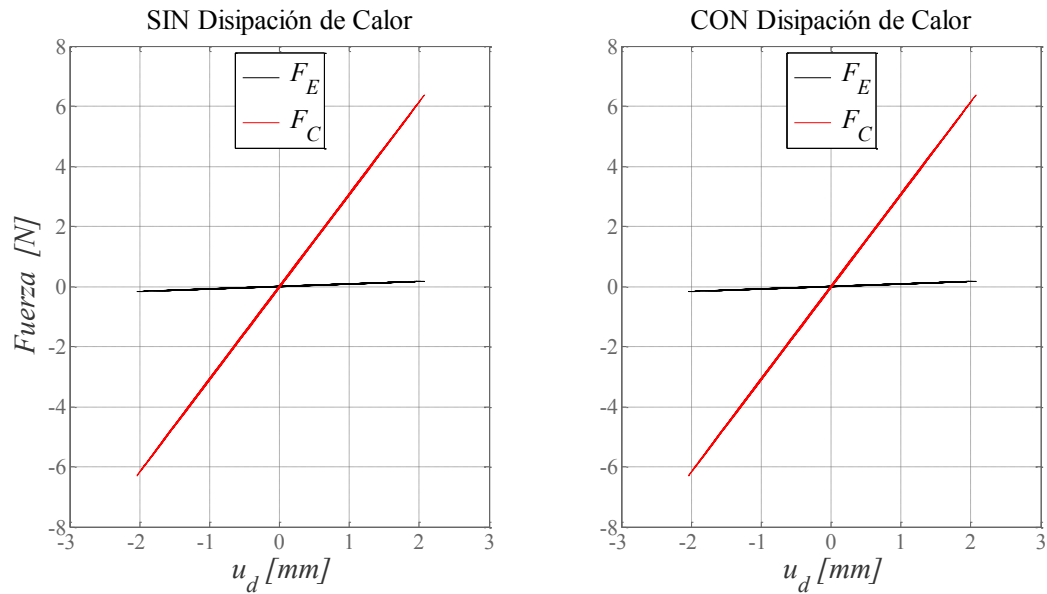 SIN Disipación de Calor
8
6
4
2
0
-2
-4
-6
-8
-3 -2 -1 0 1 2 3
Fuerza [N]
u_d [mm]
F_E
F_C
CON Disipación de Calor
8
6
4
2
0
-2
-4
-6
-8
-3 -2 -1 0 1 2 3
u_d [mm]
F_E
F_C